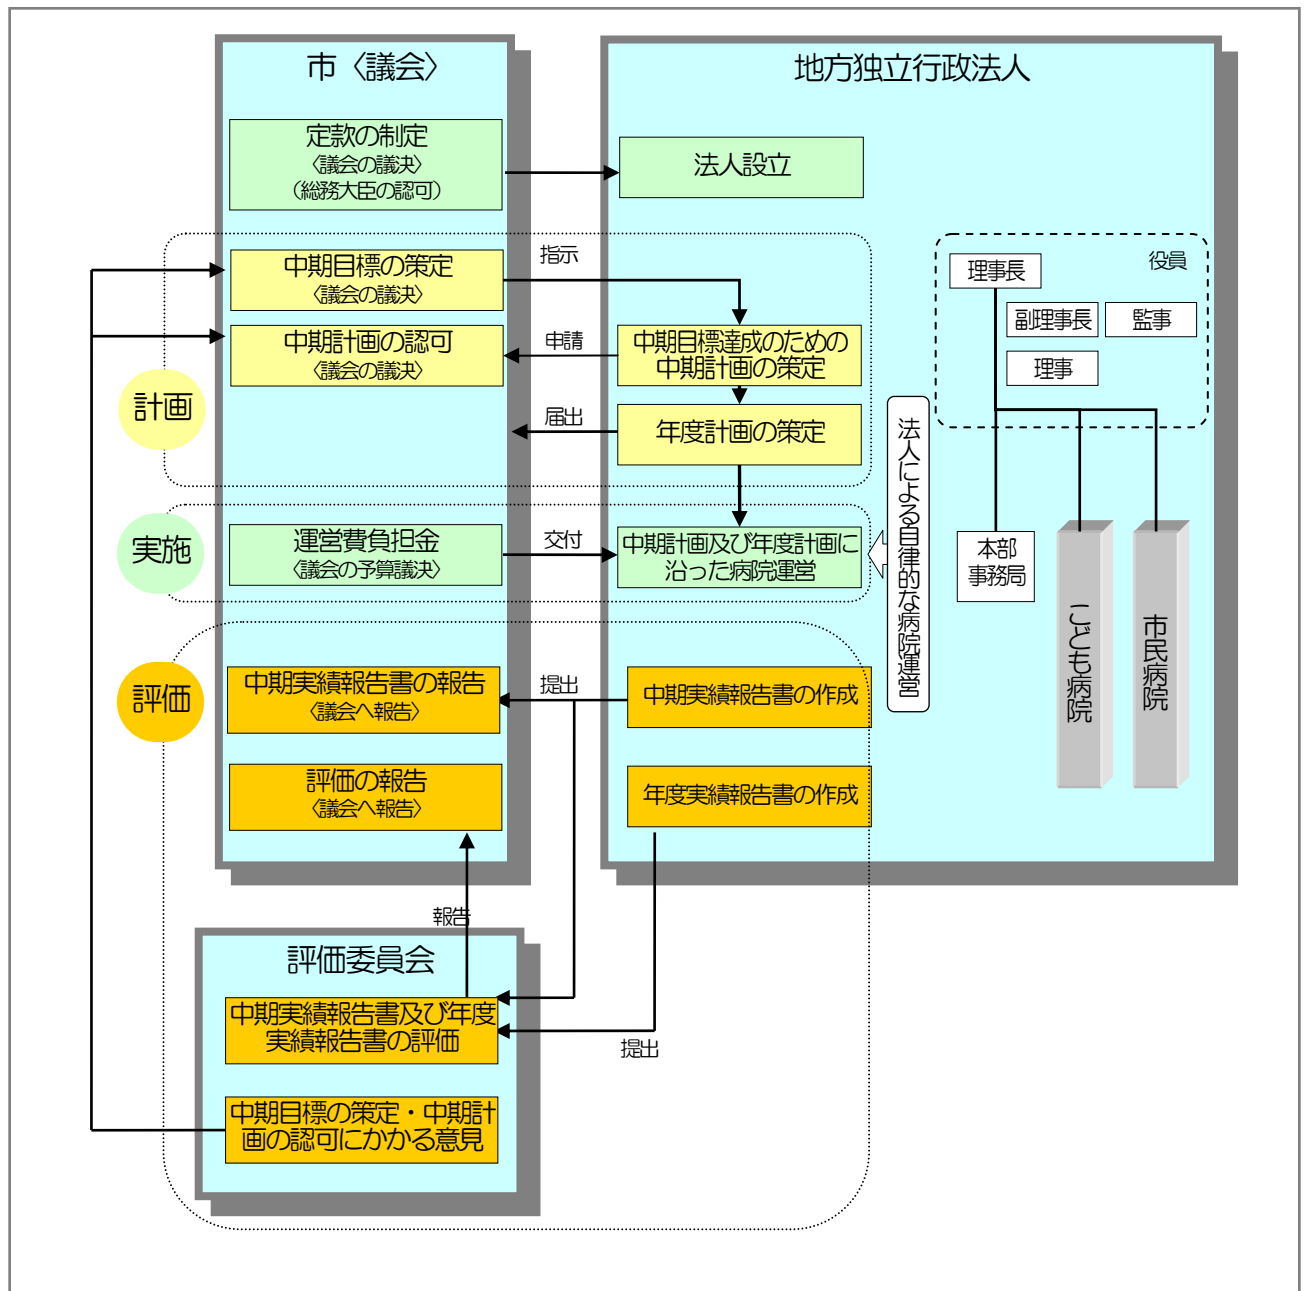 市〈議会〉
地方独立行政法人
定款の制定
〈議会の議決〉
（総務大臣の認可）
法人設立
計画
中期目標の策定
〈議会の議決〉
指示
中期計画の認可
〈議会の議決〉
申請
中期目標達成のための
中期計画の策定
届出
年度計画の策定
実施
運営費負担金
〈議会の予算議決〉
交付
中期計画及び年度計画に
沿った病院運営
法人による自律的な病院運営
役員
理事長
副理事長
監事
理事
本部
事務局
こども病院
市民病院
評価
中期実績報告書の報告
〈議会へ報告〉
提出
中期実績報告書の作成
評価の報告
〈議会へ報告〉
年度実績報告書の作成
報告
評価委員会
中期実績報告書及び年度
実績報告書の評価
提出
中期目標の策定・中期計
画の認可にかかる意見